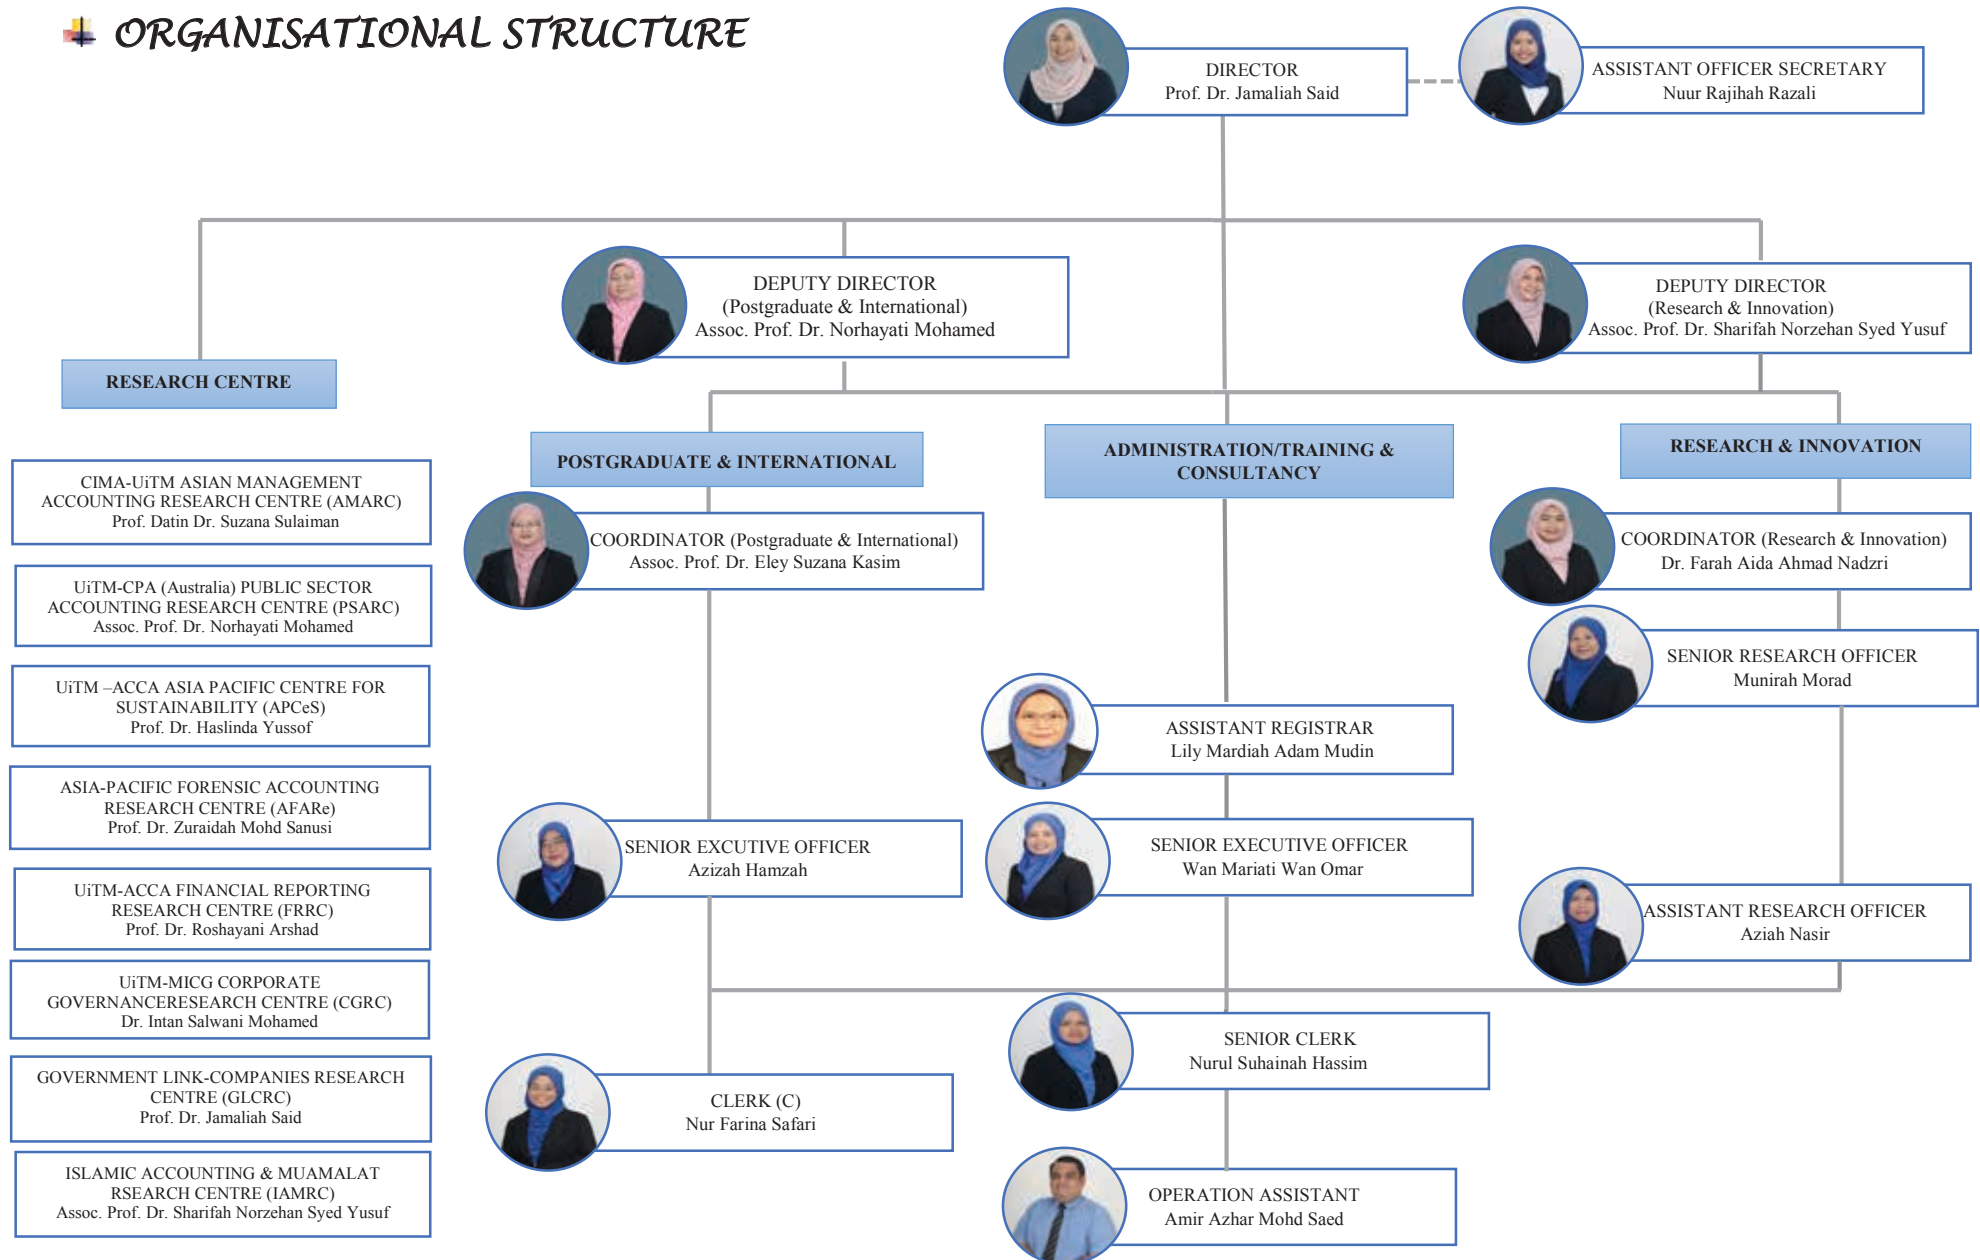 ORGANISATIONAL STRUCTURE
DIRECTOR
Prof. Dr. Jamaliah Said
ASSISTANT OFFICER SECRETARY
Nuur Rajihah Razali
DEPUTY DIRECTOR
(Postgraduate & International)
Assoc. Prof. Dr. Norhayati Mohamed
DEPUTY DIRECTOR
(Research & Innovation)
Assoc. Prof. Dr. Sharifah Norzehan Syed Yusuf
RESEARCH CENTRE
CIMA-UiTM ASIAN MANAGEMENT
ACCOUNTING RESEARCH CENTRE (AMARC)
Prof. Datin Dr. Suzana Sulaiman
UiTM-CPA (Australia) PUBLIC SECTOR
ACCOUNTING RESEARCH CENTRE (PSARC)
Assoc. Prof. Dr. Norhayati Mohamed
UiTM –ACCA ASIA PACIFIC CENTRE FOR
SUSTAINABILITY (APCeS)
Prof. Dr. Haslinda Yussof
ASIA-PACIFIC FORENSIC ACCOUNTING
RESEARCH CENTRE (AFARe)
Prof. Dr. Zuraidah Mohd Sanusi
UiTM-ACCA FINANCIAL REPORTING
RESEARCH CENTRE (FRRC)
Prof. Dr. Roshayani Arshad
UiTM-MICG CORPORATE
GOVERNANCERESEARCH CENTRE (CGRC)
Dr. Intan Salwani Mohamed
GOVERNMENT LINK-COMPANIES RESEARCH
CENTRE (GLCRC)
Prof. Dr. Jamaliah Said
ISLAMIC ACCOUNTING & MUAMALAT
RSEARCH CENTRE (IAMRC)
Assoc. Prof. Dr. Sharifah Norzehan Syed Yusuf
POSTGRADUATE & INTERNATIONAL
COORDINATOR (Postgraduate & International)
Assoc. Prof. Dr. Eley Suzana Kasim
SENIOR EXCUTIVE OFFICER
Azizah Hamzah
CLERK (C)
Nur Farina Safari
ADMINISTRATION/TRAINING &
CONSULTANCY
ASSISTANT REGISTRAR
Lily Mardiah Adam Mudin
SENIOR EXECUTIVE OFFICER
Wan Mariati Wan Omar
SENIOR CLERK
Nurul Suhainah Hassim
OPERATION ASSISTANT
Amir Azhar Mohd Saed
RESEARCH & INNOVATION
COORDINATOR (Research & Innovation)
Dr. Farah Aida Ahmad Nadzri
SENIOR RESEARCH OFFICER
Munirah Morad
ASSISTANT RESEARCH OFFICER
Aziah Nasir